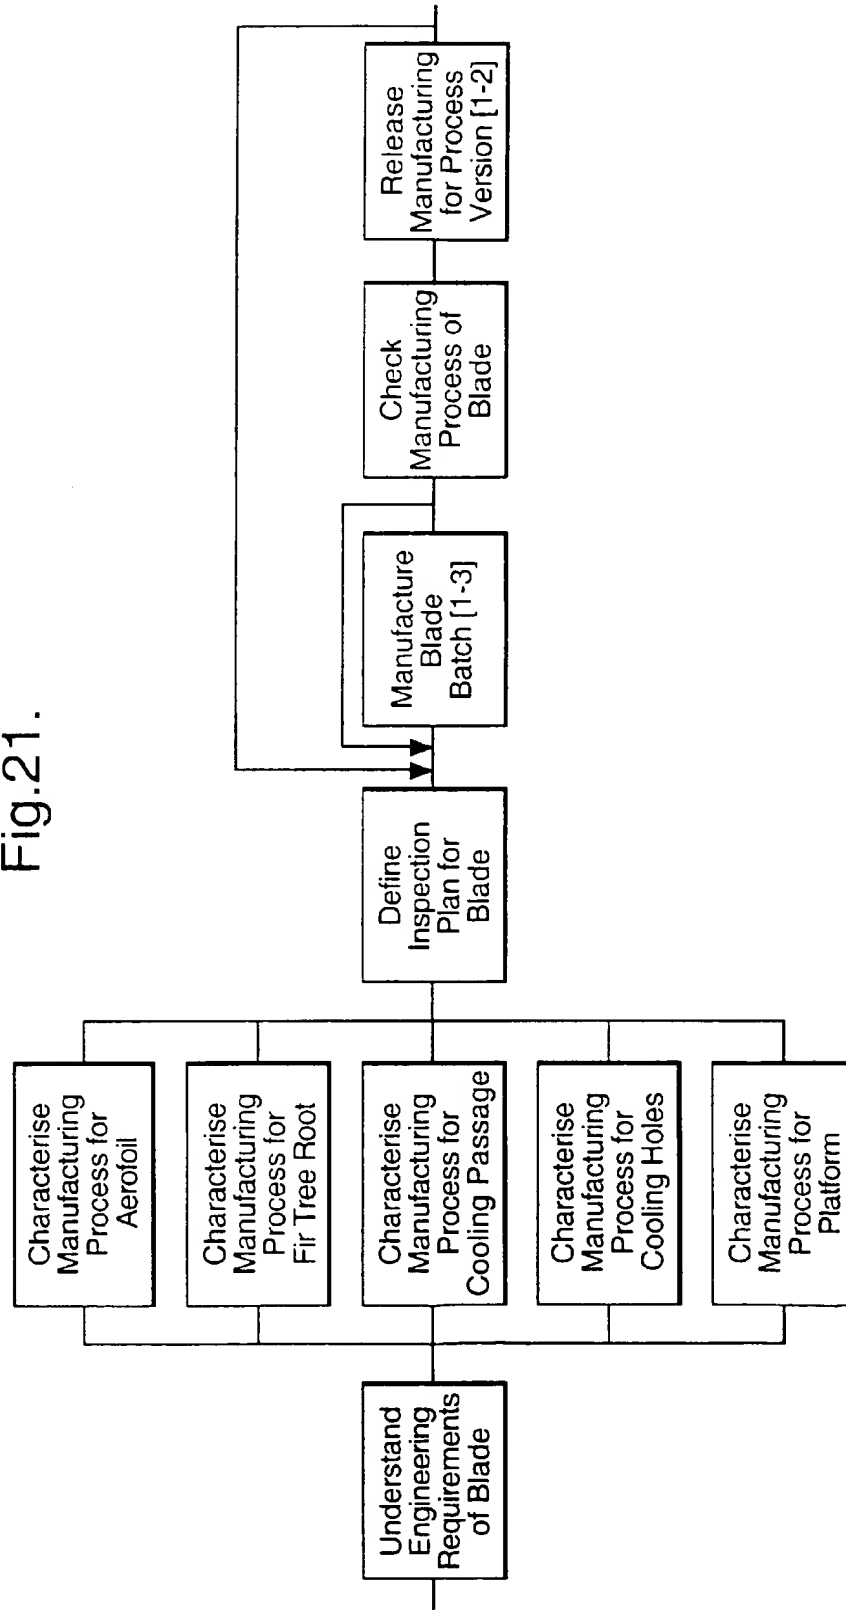 Fig.21.
Understand
Engineering
Requirements
of Blade
Characterise
Manufacturing
Process for
Aerofoil
Characterise
Manufacturing
Process for
Fir Tree Root
Characterise
Manufacturing
Process for
Cooling Passage
Characterise
Manufacturing
Process for
Cooling Holes
Characterise
Manufacturing
Process for
Platform
Define
Inspection
Plan for
Blade
Manufacture
Blade
Batch [1-3]
Check
Manufacturing
Process of
Blade
Release
Manufacturing
for Process
Version [1-2]